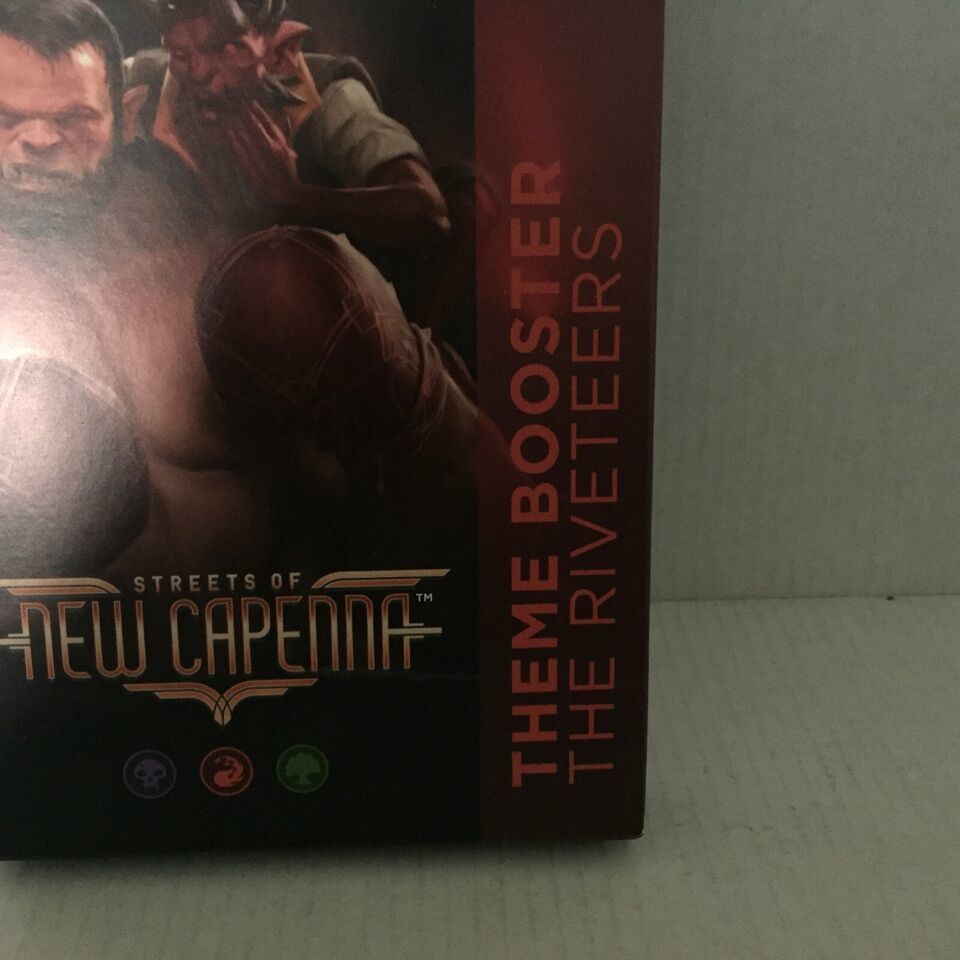 STREETS OF
NEW CAPENNA™
THEME BOOSTER
THE RIVETEERS